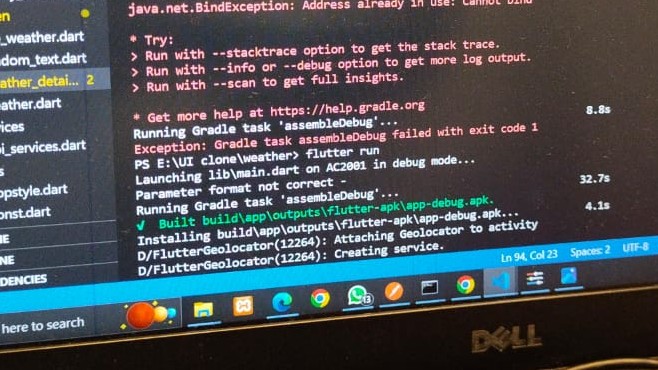 java.net.BindException: Address already in use: Cannot bind
* Try:
> Run with --stacktrace option to get the stack trace.
> Run with --info or --debug option to get more log output.
> Run with --scan to get full insights.
* Get more help at https://help.gradle.org
Running Gradle task 'assembleDebug'... 8.8s
Exception: Gradle task assembleDebug failed with exit code 1
PS E:\UI clone\weather> flutter run
Launching lib\main.dart on AC2001 in debug mode...
Parameter format not correct -
Running Gradle task 'assembleDebug'... 32.7s
√ Built build\app\outputs\flutter-apk\app-debug.apk.
Installing build\app\outputs\flutter-apk\app-debug.apk... 4.1s
D/FlutterGeolocator(12264): Attaching Geolocator to activity
D/FlutterGeolocator(12264): Creating service.
en
_weather.dart
dom_text.dart
ather_detai... 2
eather.dart
ices
i_services.dart
s
ppstyle.dart
onst.dart
NE
NE
DENCIES
Ln 94, Col 23 Spaces: 2 UTF-8
here to search
13
DELL